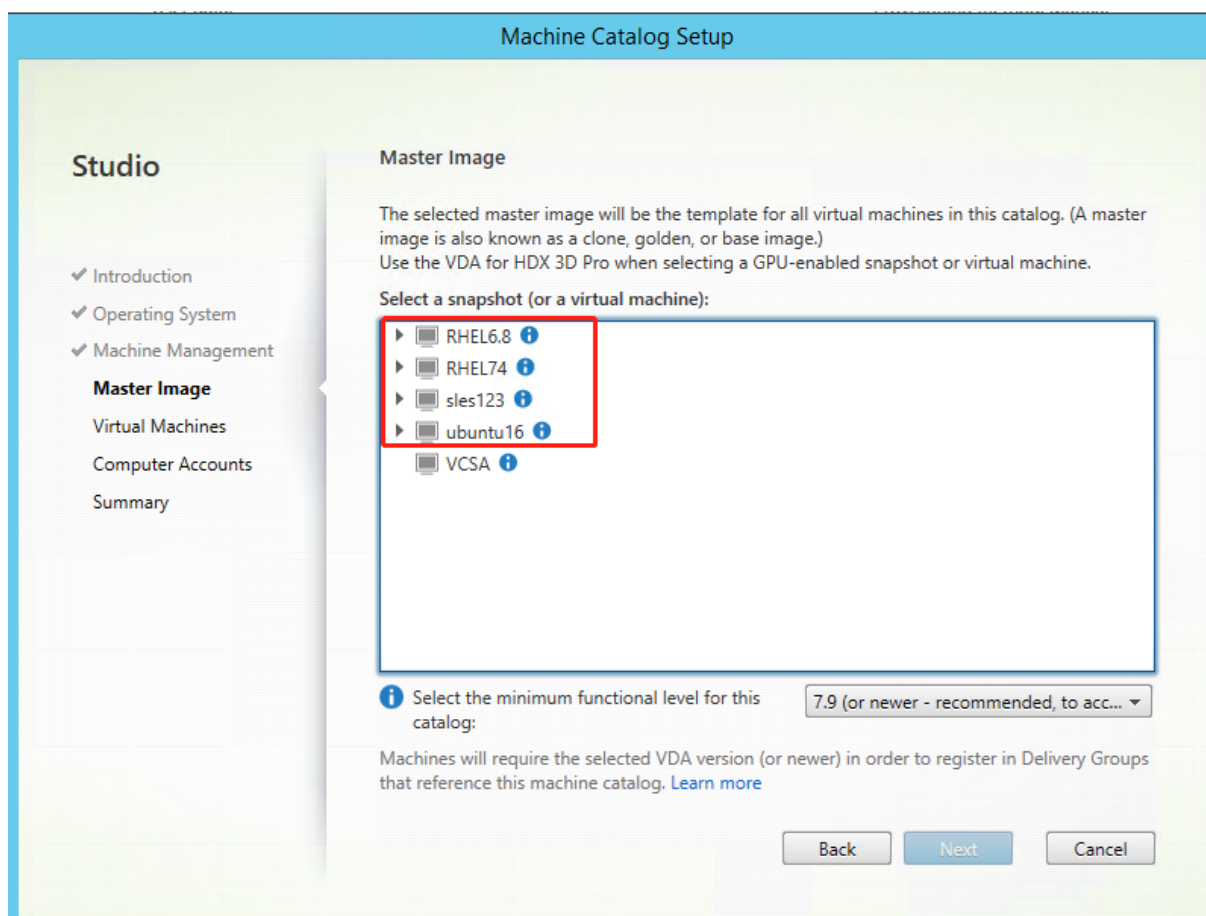 Machine Catalog Setup
Studio
Introduction
Operating System
Machine Management
Master Image
Virtual Machines
Computer Accounts
Summary
Master Image
The selected master image will be the template for all virtual machines in this catalog. (A master
image is also known as a clone, golden, or base image.)
Use the VDA for HDX 3D Pro when selecting a GPU-enabled snapshot or virtual machine.
Select a snapshot (or a virtual machine):
RHEL6.8
RHEL74
sles123
ubuntu16
VCSA
Select the minimum functional level for this
catalog:
7.9 (or newer - recommended, to acc...
Machines will require the selected VDA version (or newer) in order to register in Delivery Groups
that reference this machine catalog. Learn more
Back
Next
Cancel